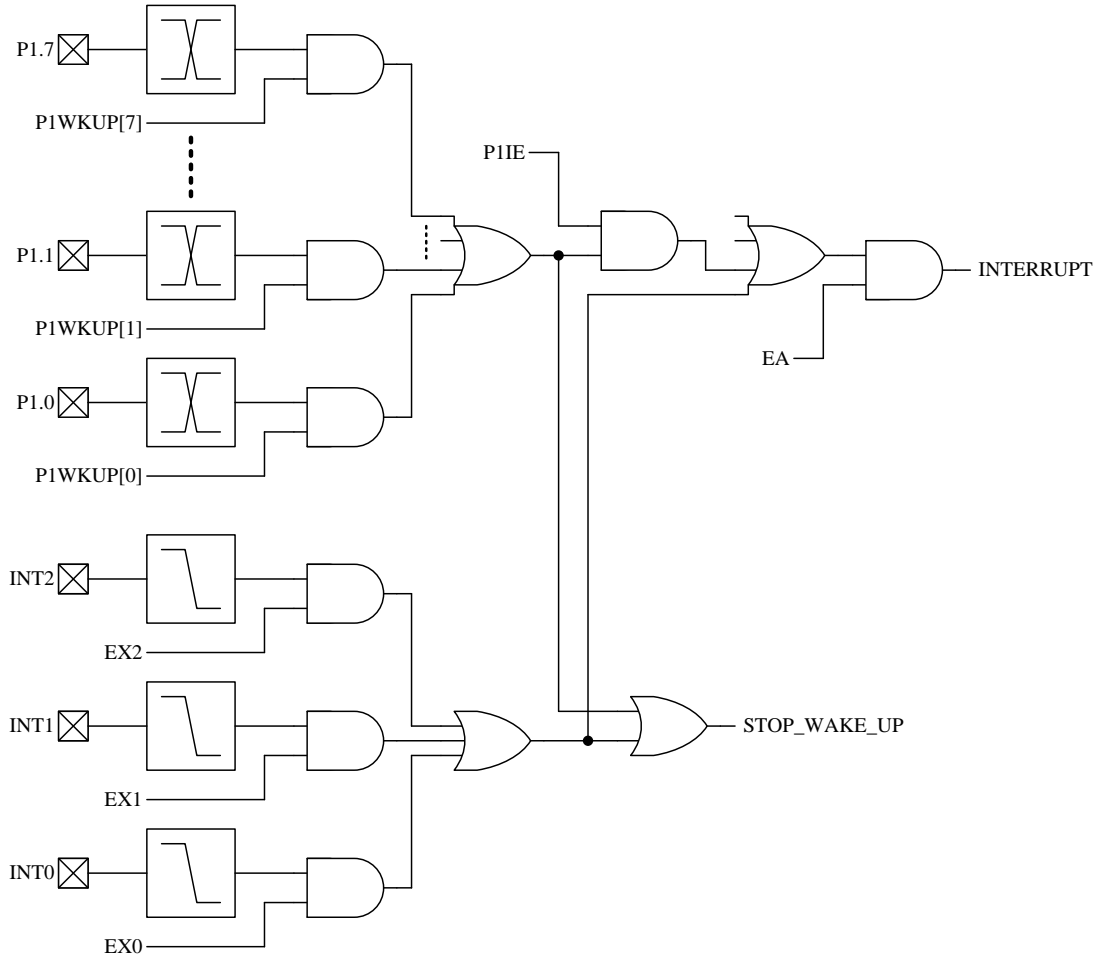 P1.7
P1WKUP[7]
P1IE
P1.1
INTERRUPT
P1WKUP[1]
EA
P1.0
P1WKUP[0]
INT2
EX2
INT1
STOP_WAKE_UP
EX1
INT0
EX0